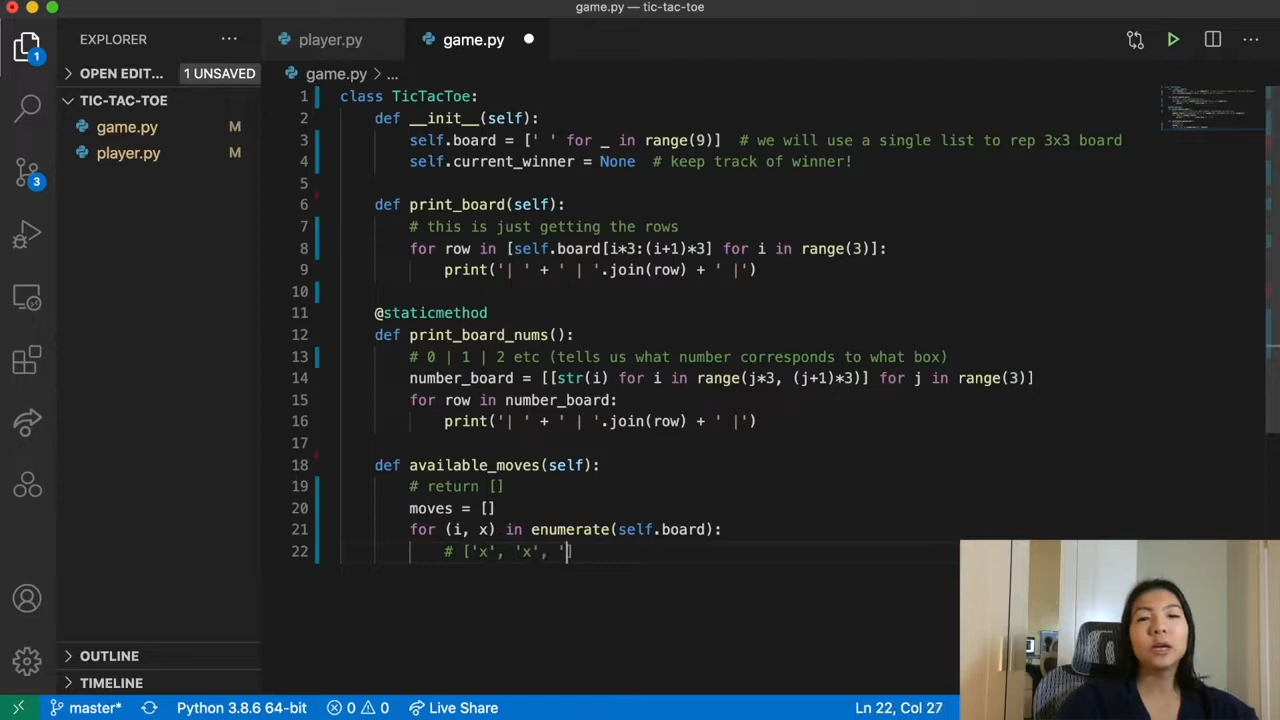 game.py — tic-tac-toe
EXPLORER
player.py
game.py
1
OPEN EDIT... 1 UNSAVED
game.py > ...
TIC-TAC-TOE
game.py M
player.py M
3
1 class TicTacToe:
2 def __init__(self):
3 self.board = [' ' for _ in range(9)] # we will use a single list to rep 3x3 board
4 self.current_winner = None # keep track of winner!
5
6 def print_board(self):
7 # this is just getting the rows
8 for row in [self.board[i*3:(i+1)*3] for i in range(3)]:
9 print('| ' + ' | '.join(row) + ' |')
10
11 @staticmethod
12 def print_board_nums():
13 # 0 | 1 | 2 etc (tells us what number corresponds to what box)
14 number_board = [[str(i) for i in range(j*3, (j+1)*3)] for j in range(3)]
15 for row in number_board:
16 print('| ' + ' | '.join(row) + ' |')
17
18 def available_moves(self):
19 # return []
20 moves = []
21 for (i, x) in enumerate(self.board):
22 # ['x', 'x', ']
OUTLINE
TIMELINE
master* Python 3.8.6 64-bit 0 0 Live Share Ln 22, Col 27